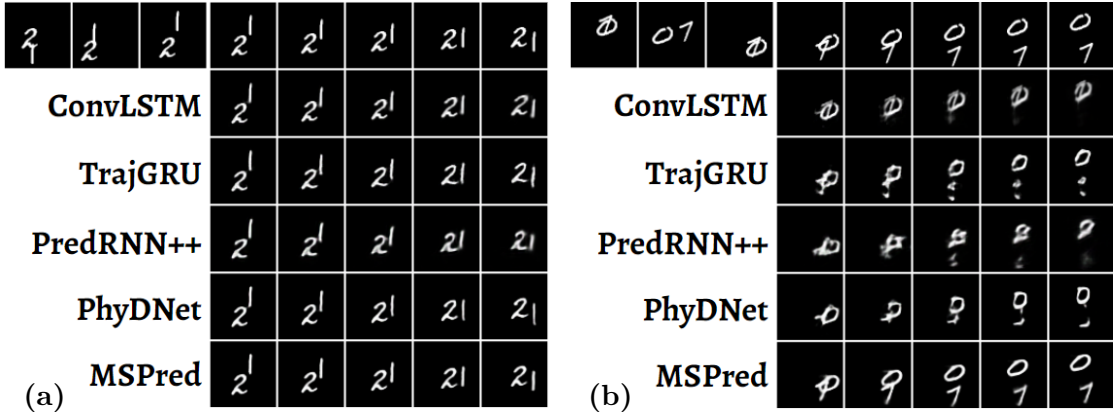 ConvLSTM
TrajGRU
PredRNN++
PhyDNet
MSPred
(a)
ConvLSTM
TrajGRU
PredRNN++
PhyDNet
MSPred
(b)